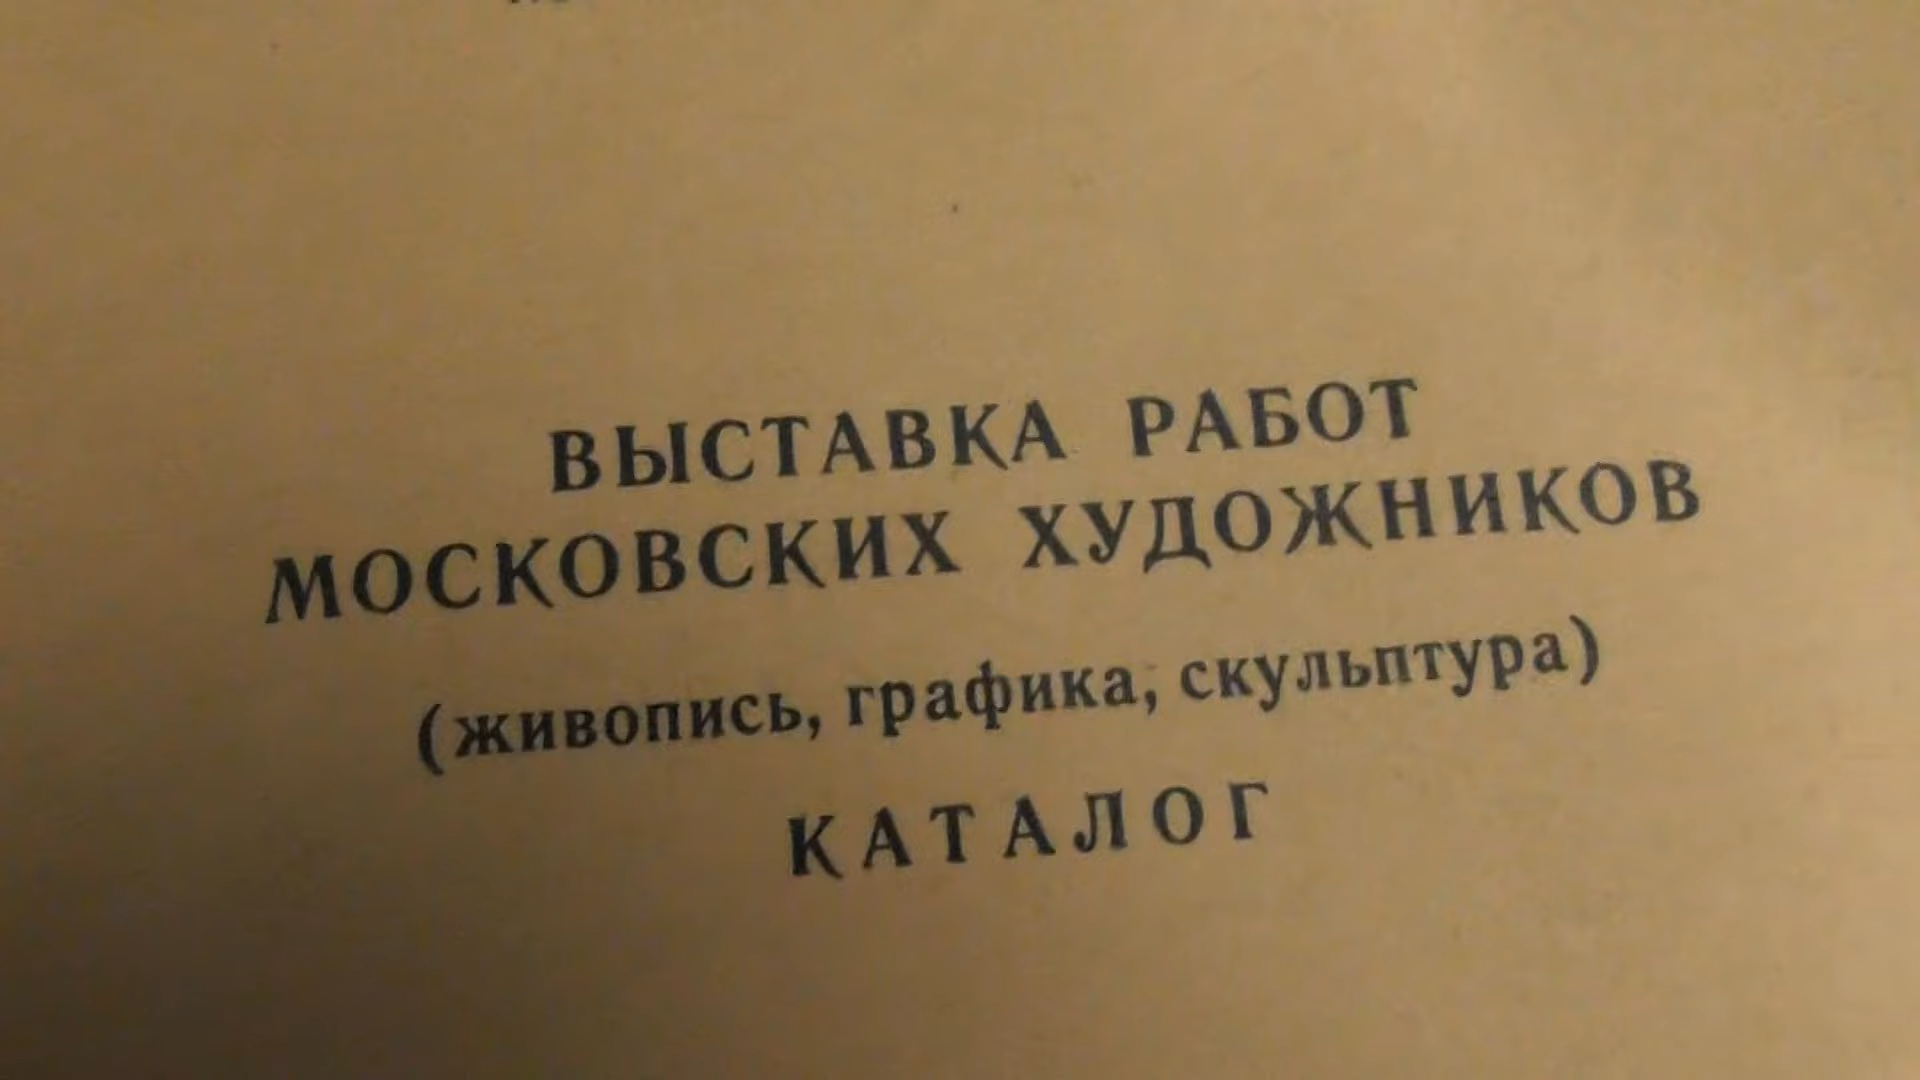 ВЫСТАВКА РАБОТ
МОСКОВСКИХ ХУДОЖНИКОВ
(живопись, графика, скульптура)
КАТАЛОГ